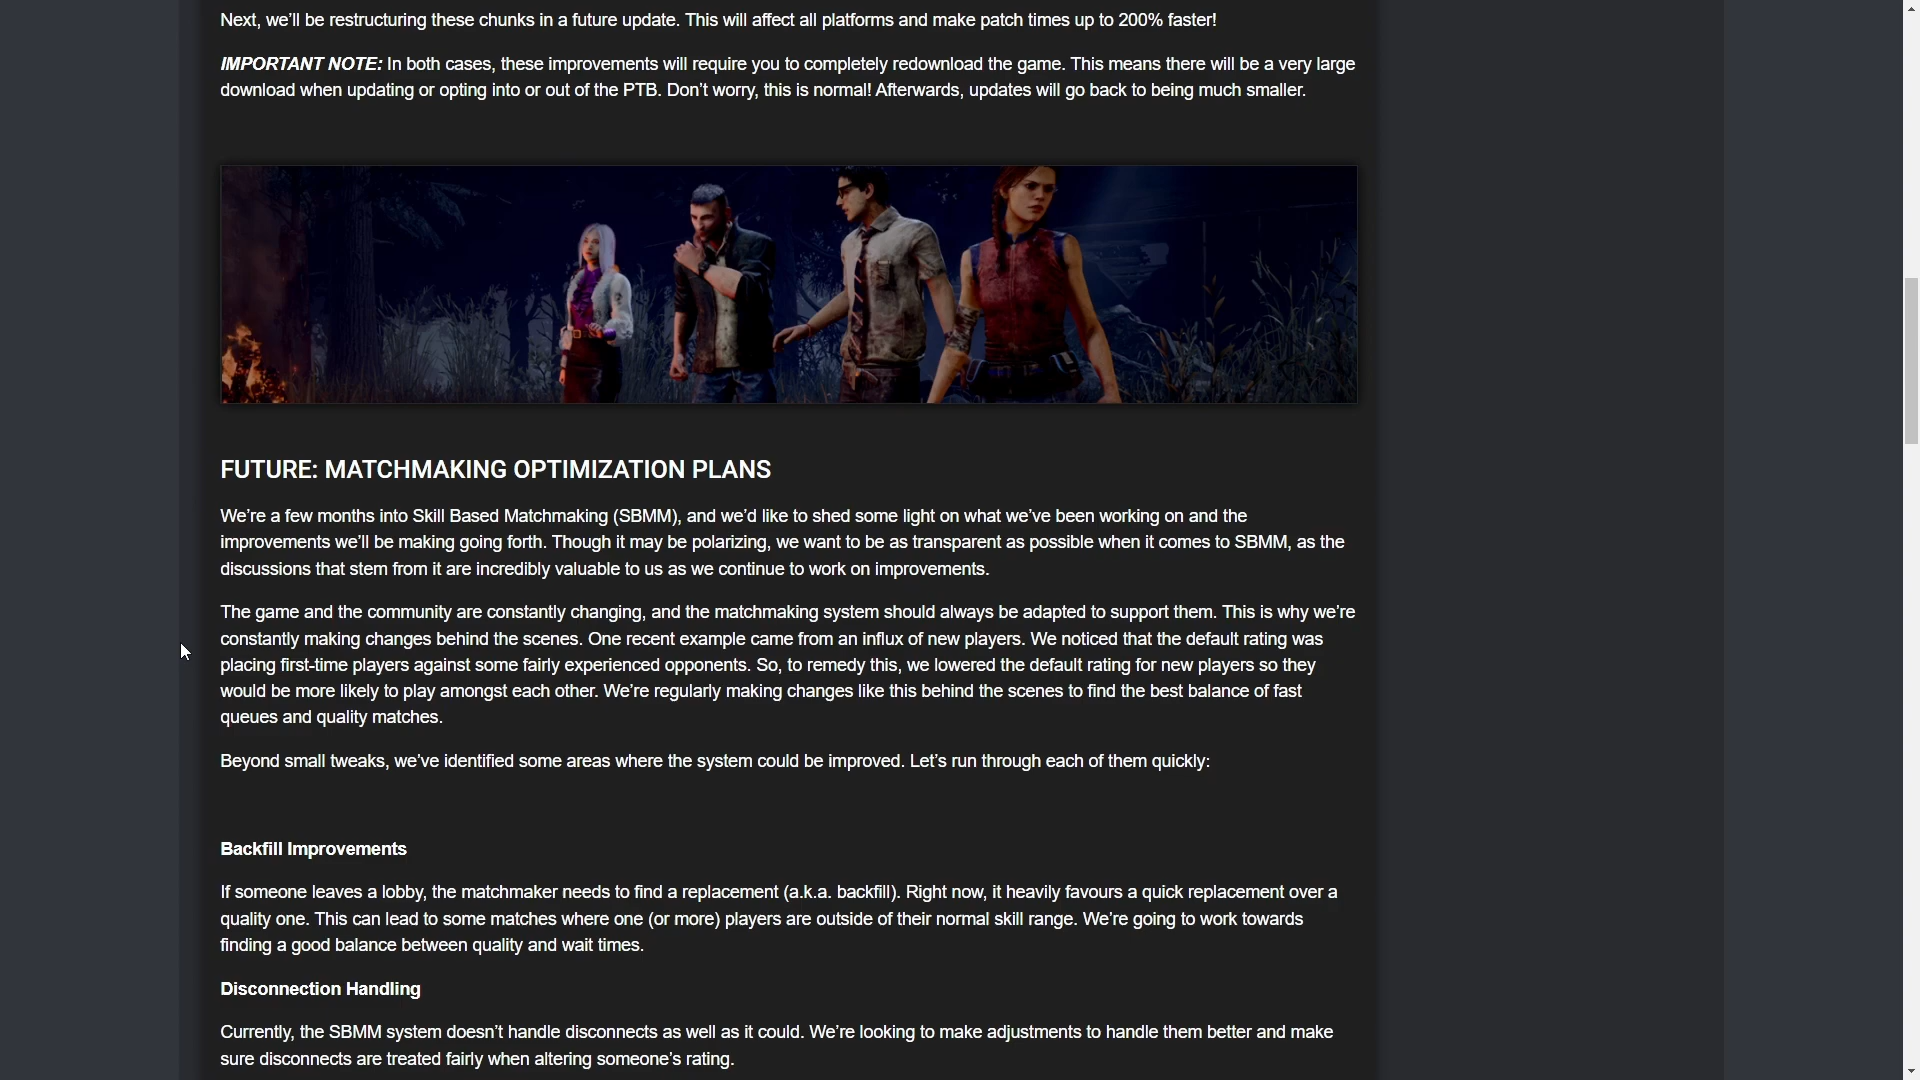 Next, we'll be restructuring these chunks in a future update. This will affect all platforms and make patch times up to 200% faster!
IMPORTANT NOTE: In both cases, these improvements will require you to completely redownload the game. This means there will be a very large
download when updating or opting into or out of the PTB. Don't worry, this is normal! Afterwards, updates will go back to being much smaller.
FUTURE: MATCHMAKING OPTIMIZATION PLANS
We're a few months into Skill Based Matchmaking (SBMM), and we'd like to shed some light on what we've been working on and the
improvements we'll be making going forth. Though it may be polarizing, we want to be as transparent as possible when it comes to SBMM, as the
discussions that stem from it are incredibly valuable to us as we continue to work on improvements.
The game and the community are constantly changing, and the matchmaking system should always be adapted to support them. This is why we're
constantly making changes behind the scenes. One recent example came from an influx of new players. We noticed that the default rating was
placing first-time players against some fairly experienced opponents. So, to remedy this, we lowered the default rating for new players so they
would be more likely to play amongst each other. We're regularly making changes like this behind the scenes to find the best balance of fast
queues and quality matches.
Beyond small tweaks, we've identified some areas where the system could be improved. Let's run through each of them quickly:
Backfill Improvements
If someone leaves a lobby, the matchmaker needs to find a replacement (a.k.a. backfill). Right now, it heavily favours a quick replacement over a
quality one. This can lead to some matches where one (or more) players are outside of their normal skill range. We're going to work towards
finding a good balance between quality and wait times.
Disconnection Handling
Currently, the SBMM system doesn't handle disconnects as well as it could. We're looking to make adjustments to handle them better and make
sure disconnects are treated fairly when altering someone's rating.